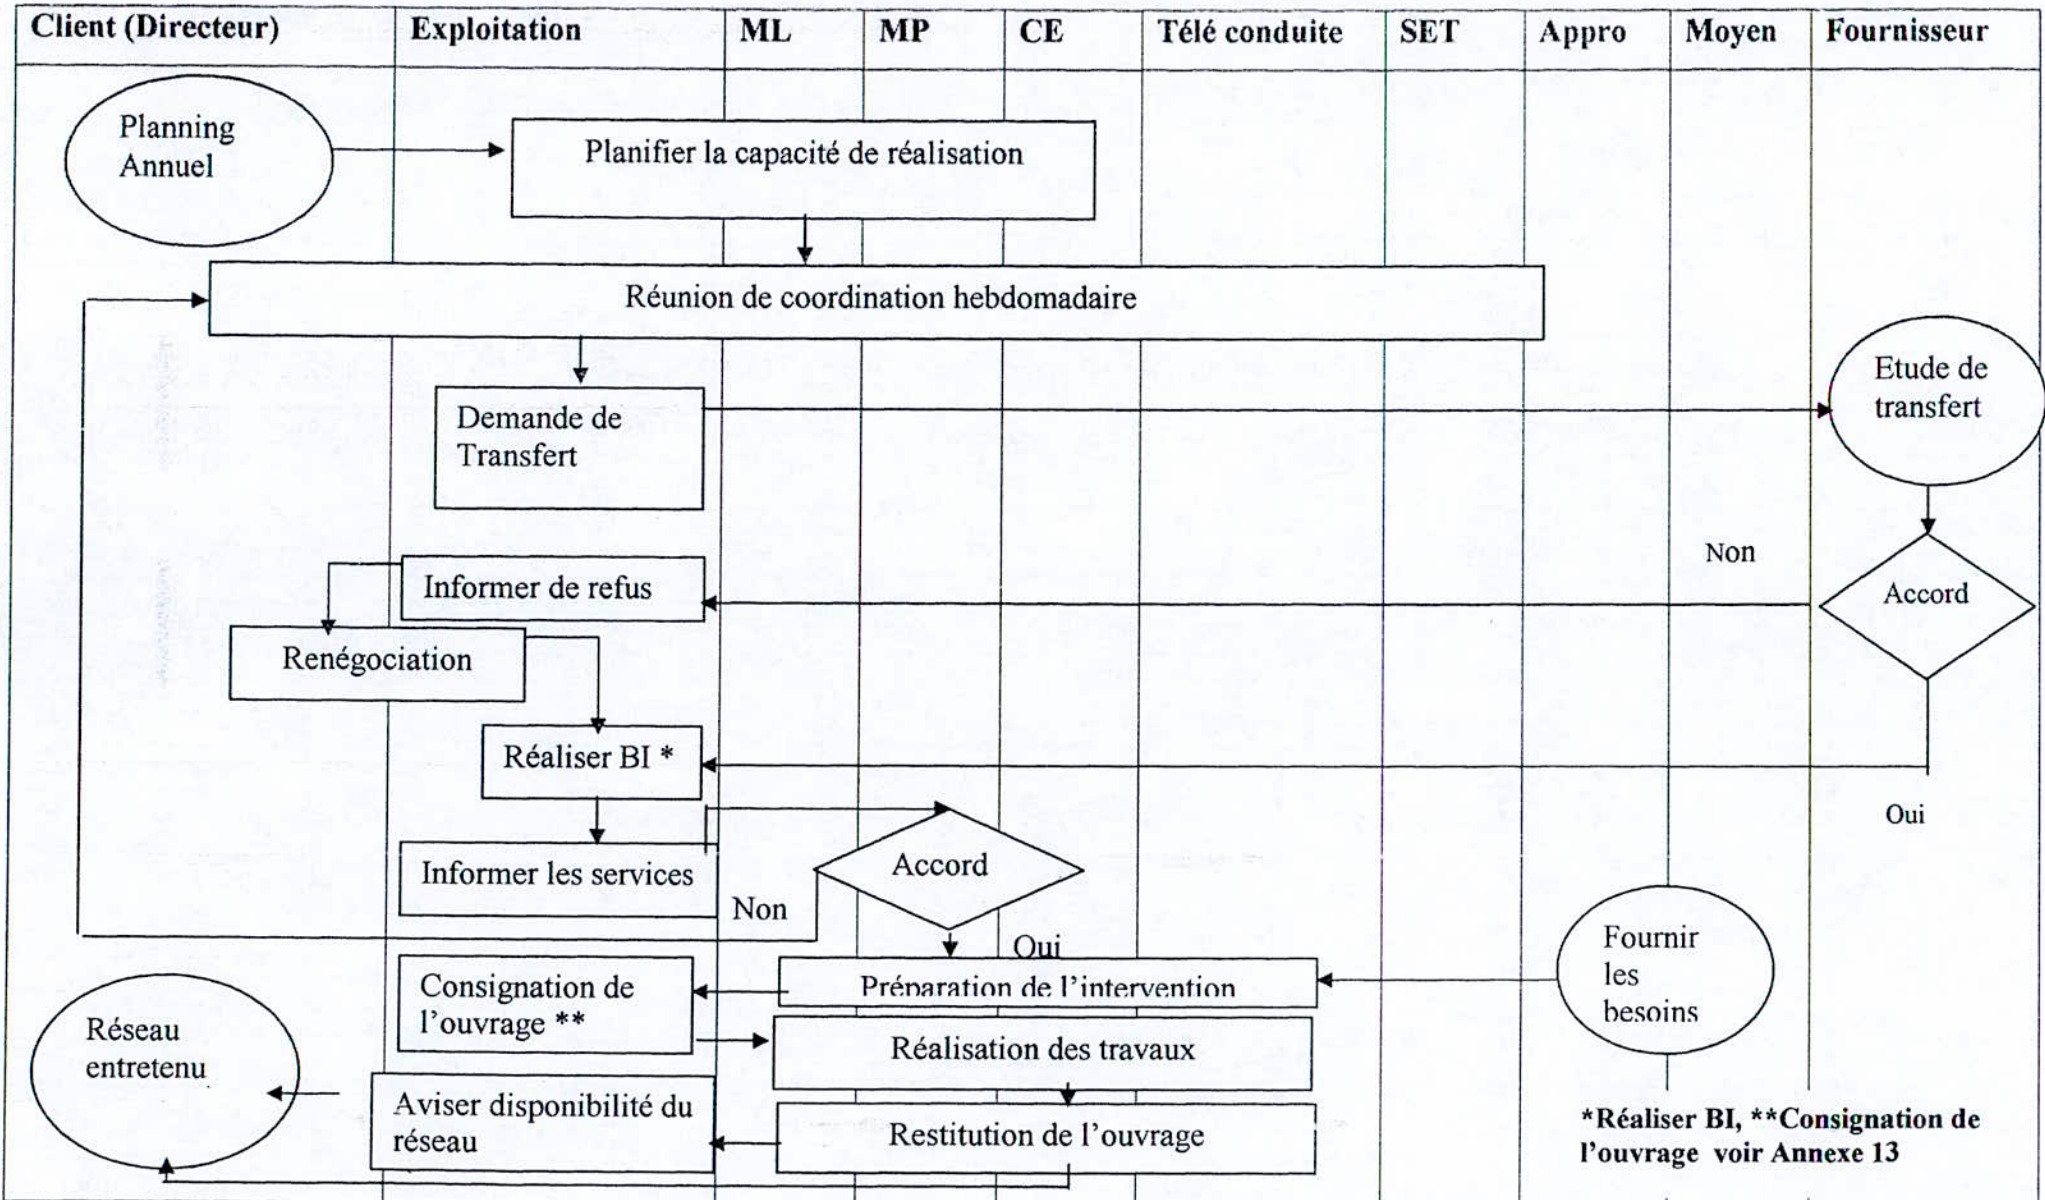 Client (Directeur) Exploitation ML MP CE Télé conduite SET Appro Moyen Fournisseur
Planning
Annuel
Planifier la capacité de réalisation
Réunion de coordination hebdomadaire
Etude de
transfert
Demande de
Transfert
Non
Accord
Informer de refus
Renégociation
Réaliser BI *
Oui
Accord
Informer les services
Non
Oui
Fournir
les
besoins
Consignation de
l'ouvrage **
Préparation de l'intervention
Réseau
entretenu
Réalisation des travaux
Aviser disponibilité du
réseau
Restitution de l'ouvrage
*Réaliser BI, **Consignation de
l'ouvrage voir Annexe 13